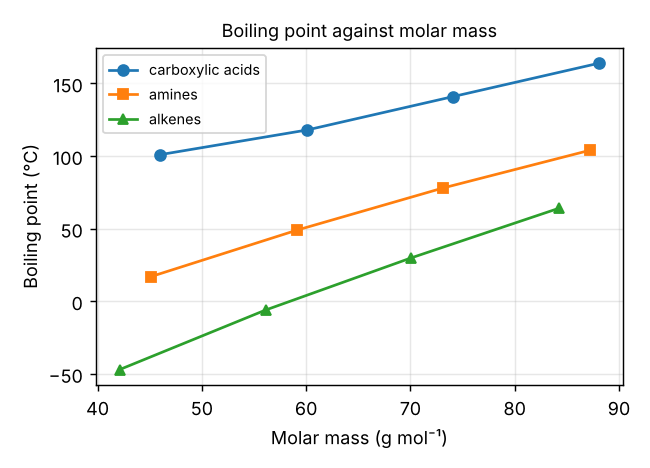 Boiling point against molar mass
carboxylic acids
amines
alkenes
Boiling point (°C)
150
100
50
0
−50
40 50 60 70 80 90
Molar mass (g mol⁻¹)